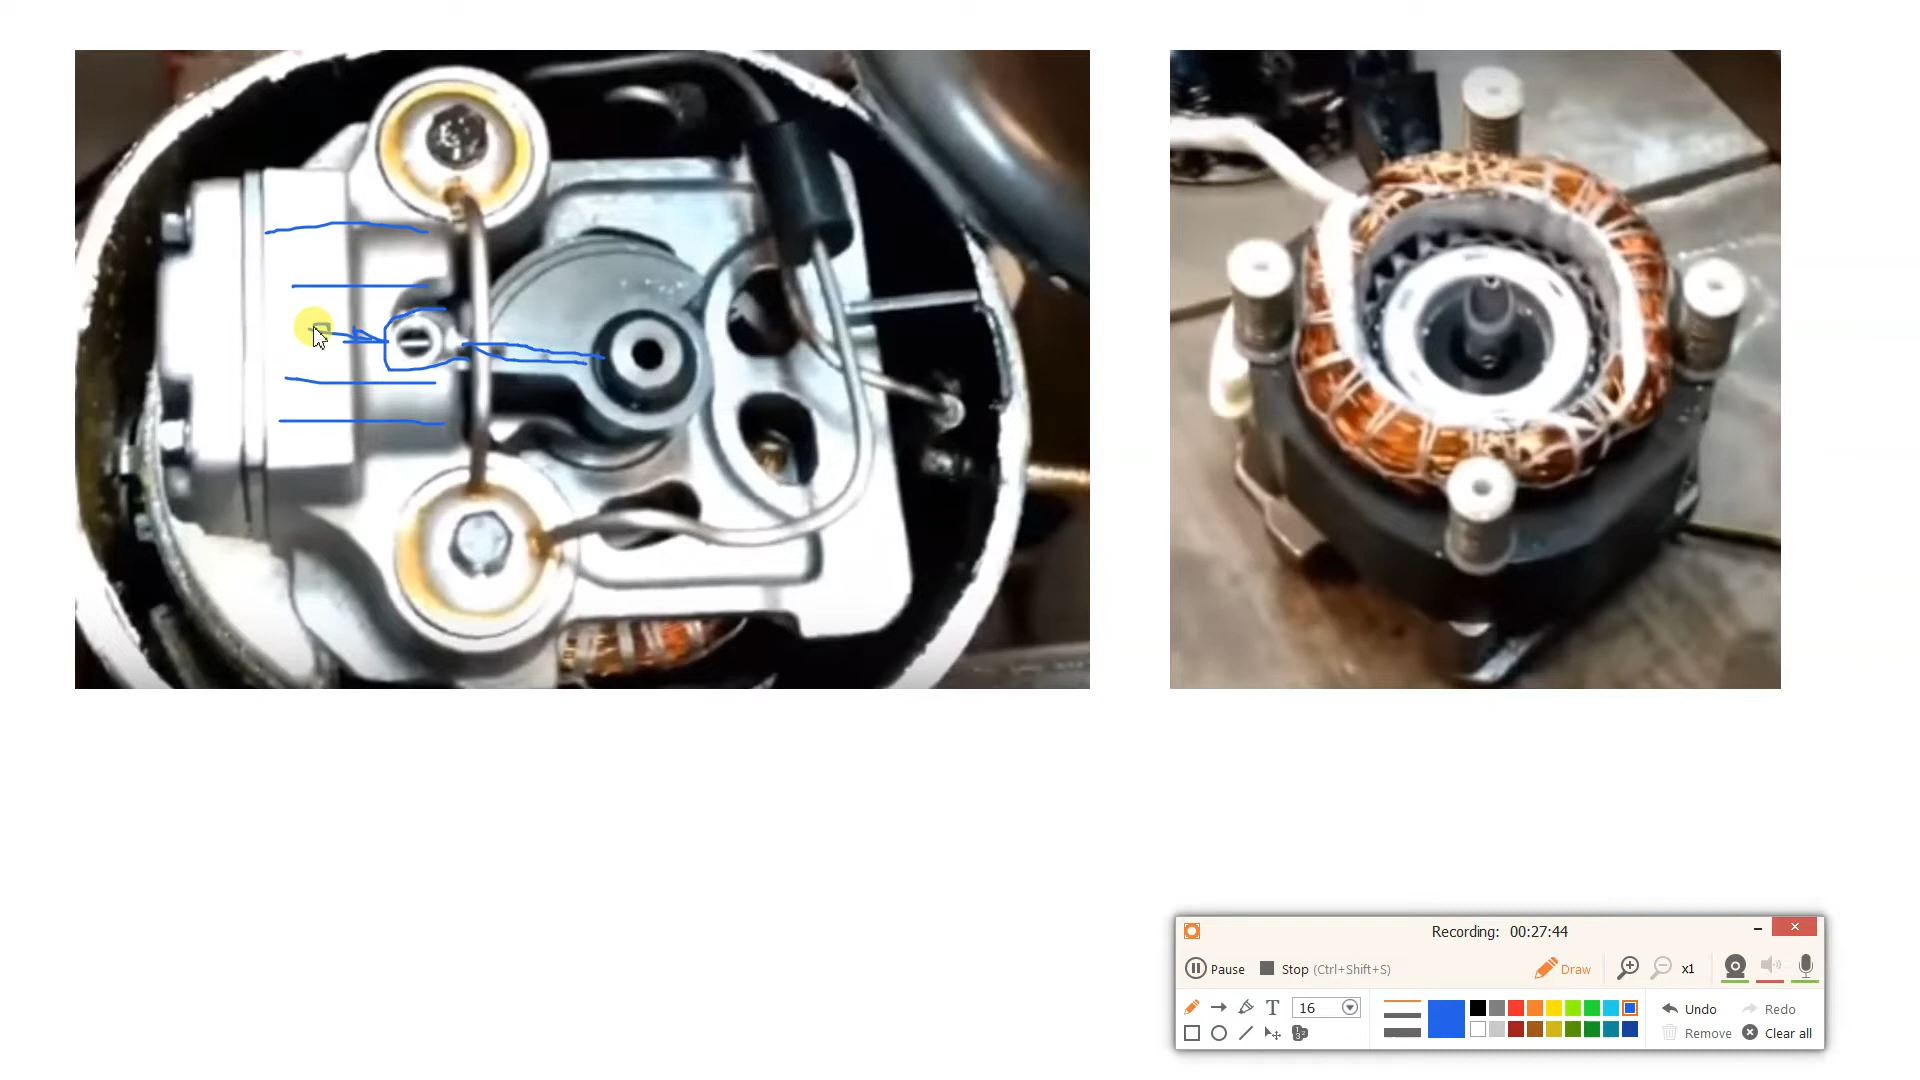 Recording: 00:27:44
Pause Stop (Ctrl+Shift+S) Draw x1
T 16 Undo Redo
Remove Clear all